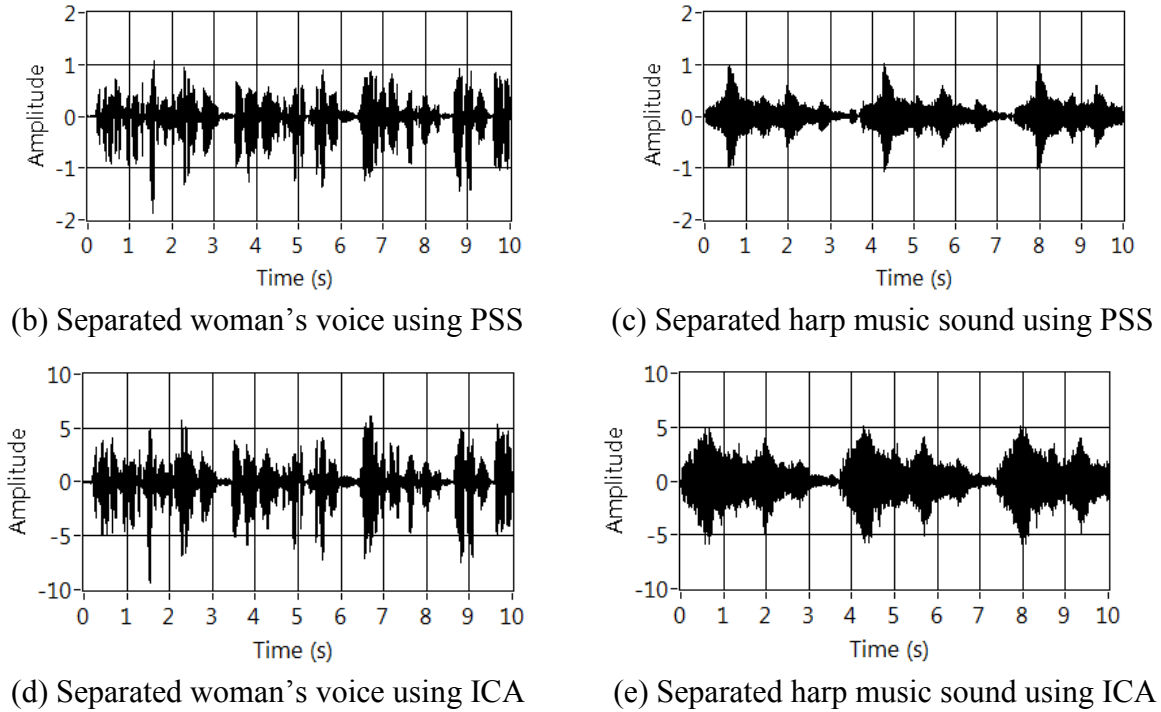 2
1
0
-1
-2
Amplitude
0 1 2 3 4 5 6 7 8 9 10
Time (s)
(b) Separated woman’s voice using PSS
2
1
0
-1
-2
Amplitude
0 1 2 3 4 5 6 7 8 9 10
Time (s)
(c) Separated harp music sound using PSS
10
5
0
-5
-10
Amplitude
0 1 2 3 4 5 6 7 8 9 10
Time (s)
(d) Separated woman’s voice using ICA
10
5
0
-5
-10
Amplitude
0 1 2 3 4 5 6 7 8 9 10
Time (s)
(e) Separated harp music sound using ICA